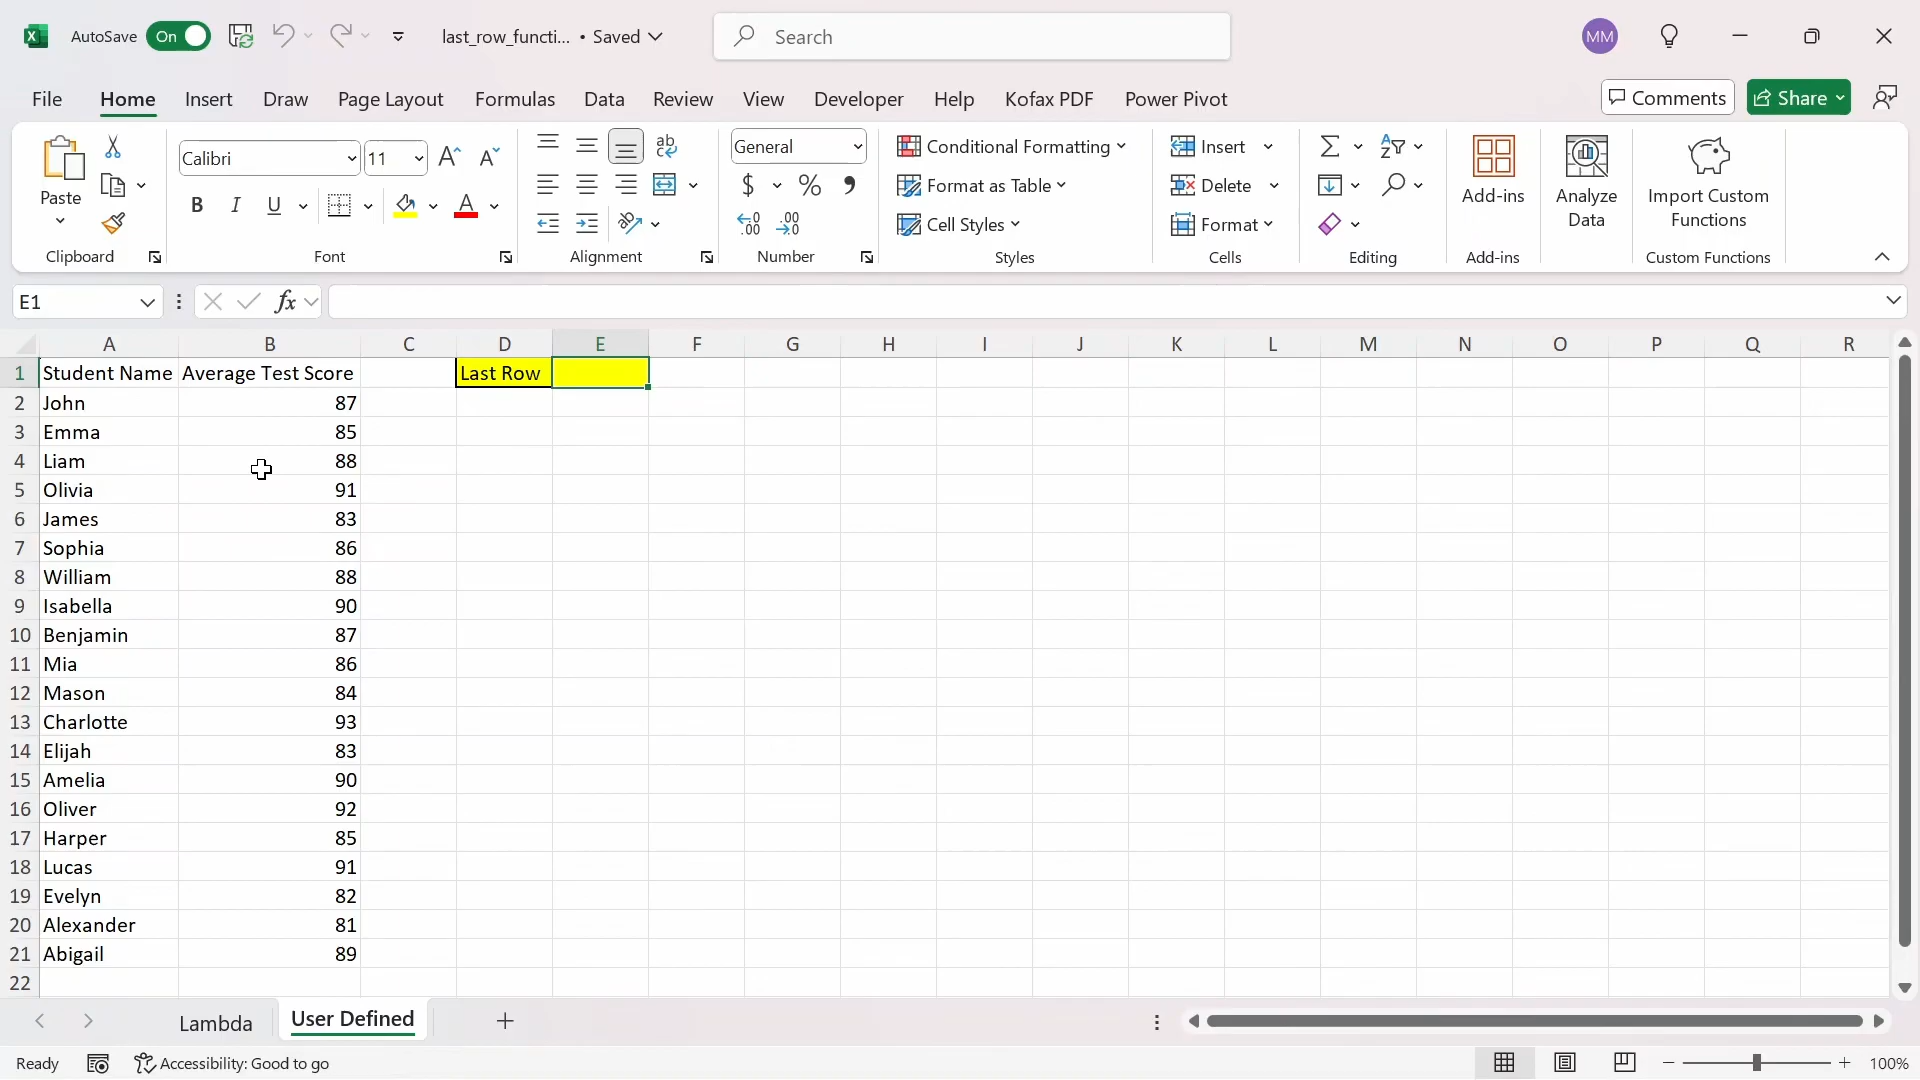 AutoSave On last_row_functi... • Saved Search MM
File Home Insert Draw Page Layout Formulas Data Review View Developer Help Kofax PDF Power Pivot Comments Share
Paste Calibri 11 General Conditional Formatting Insert
B I U A $ % Format as Table Delete Add-ins Analyze Data Import Custom Functions
Cell Styles Format
Clipboard Font Alignment Number Styles Cells Editing Add-ins Custom Functions
E1 fx
A B C D E F G H I J K L M N O P Q R
1 Student Name Average Test Score Last Row
2 John 87
3 Emma 85
4 Liam 88
5 Olivia 91
6 James 83
7 Sophia 86
8 William 88
9 Isabella 90
10 Benjamin 87
11 Mia 86
12 Mason 84
13 Charlotte 93
14 Elijah 83
15 Amelia 90
16 Oliver 92
17 Harper 85
18 Lucas 91
19 Evelyn 82
20 Alexander 81
21 Abigail 89
22
Lambda User Defined
Ready Accessibility: Good to go 100%